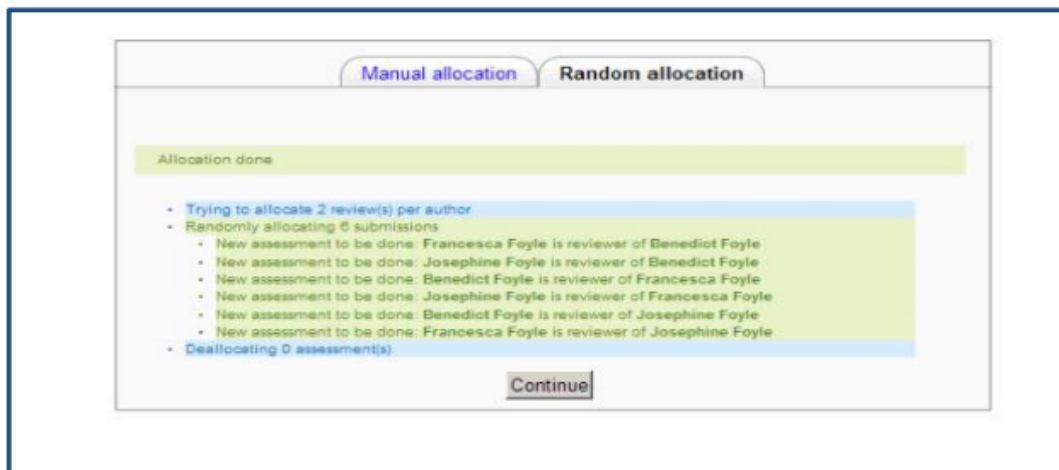 Manual allocation Random allocation
Allocation done
Trying to allocate 2 review(s) per author
Randomly allocating 6 submissions
New assessment to be done: Francesca Foyle is reviewer of Benedict Foyle
New assessment to be done: Josephine Foyle is reviewer of Benedict Foyle
New assessment to be done: Benedict Foyle is reviewer of Francesca Foyle
New assessment to be done: Josephine Foyle is reviewer of Francesca Foyle
New assessment to be done: Benedict Foyle is reviewer of Josephine Foyle
New assessment to be done: Francesca Foyle is reviewer of Josephine Foyle
Deallocating 0 assessment(s)
Continue